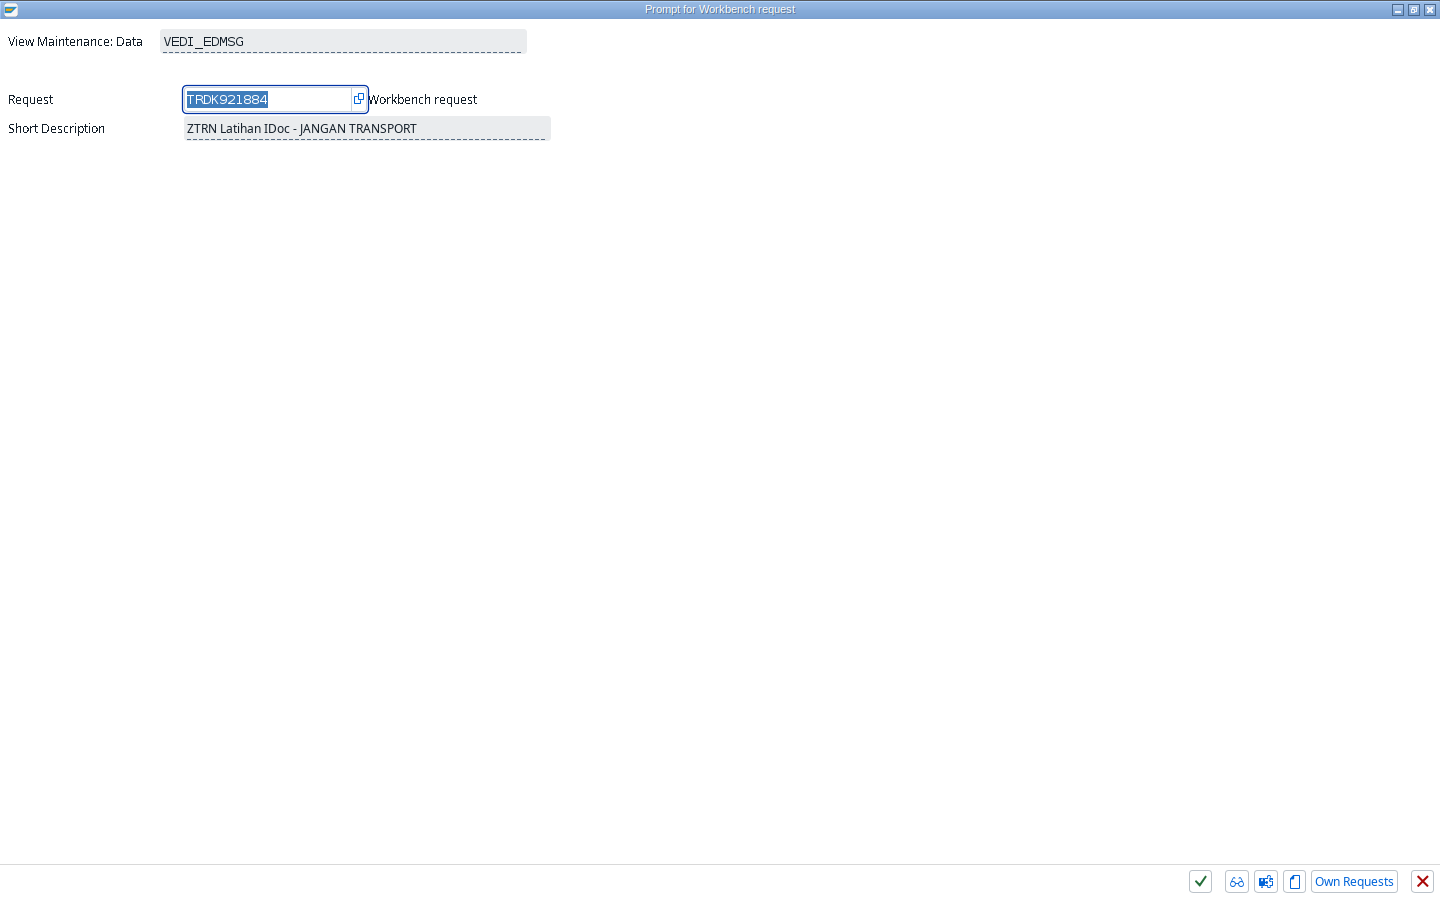 Prompt for Workbench request
View Maintenance: Data VEDI_EDMSG
Request TRDK921884 Workbench request
Short Description ZTRN Latihan IDoc - JANGAN TRANSPORT
Own Requests